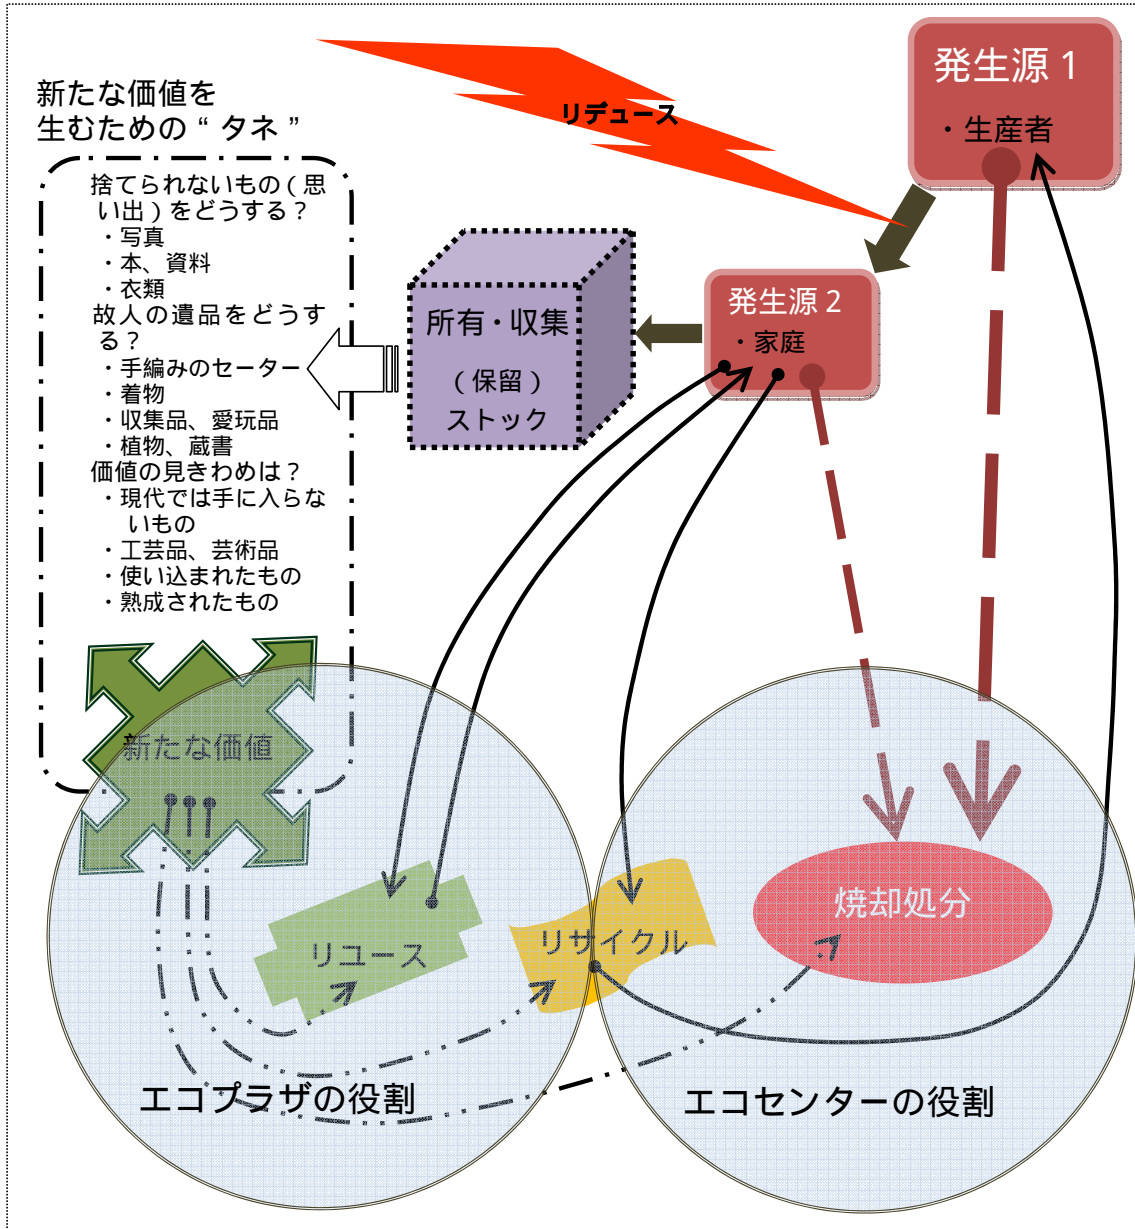 発生源１
・生産者
リデュース
新たな価値を
生むための“タネ”
捨てられないもの（思
い出）をどうする？
・写真
・本、資料
・衣類
故人の遺品をどうす
る？
・手編みのセーター
・着物
・収集品、愛玩品
・植物、蔵書
価値の見きわめは？
・現代では手に入らな
いもの
・工芸品、芸術品
・使い込まれたもの
・熟成されたもの
所有・収集
（保留）
ストック
発生源２
・家庭
新たな価値
リユース
リサイクル
焼却処分
エコプラザの役割
エコセンターの役割